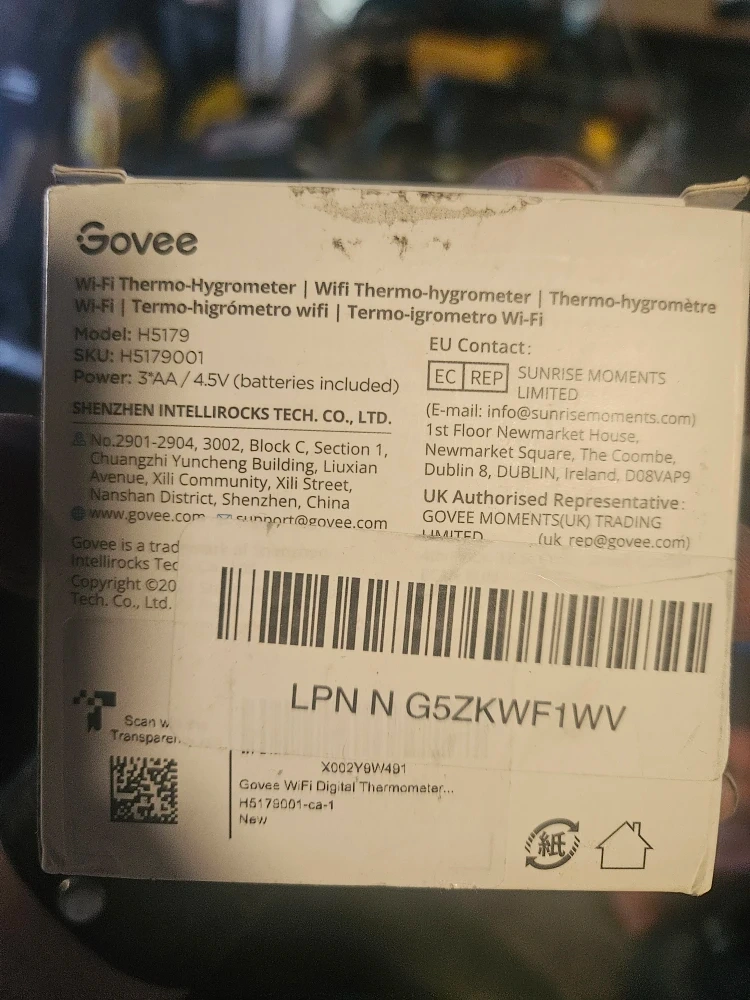 Govee
Wi-Fi Thermo-Hygrometer | Wifi Thermo-hygrometer | Thermo-hygromètre
Wi-Fi | Termo-higrómetro wifi | Termo-igrometro Wi-Fi
Model: H5179
SKU: H5179001
Power: 3*AA / 4.5V (batteries included)
SHENZHEN INTELLIROCKS TECH. CO., LTD.
No.2901-2904, 3002, Block C, Section 1,
Chuangzhi Yuncheng Building, Liuxian
Avenue, Xili Community, Xili Street,
Nanshan District, Shenzhen, China
www.govee.com support@govee.com
Govee is a trad
Intellirocks Tec
Copyright ©20
Tech. Co., Ltd.
EU Contact:
EC REP SUNRISE MOMENTS
LIMITED
(E-mail: info@sunrisemoments.com)
1st Floor Newmarket House,
Newmarket Square, The Coombe,
Dublin 8, DUBLIN, Ireland, D08VAP9
UK Authorised Representative:
GOVEE MOMENTS(UK) TRADING
LIMITED (uk_rep@govee.com)
LPN N G5ZKWF1WV
Scan w
Transparen
X002Y9W491
Govee WiFi Digital Thermometer...
H5179001-ca-1
New
紙